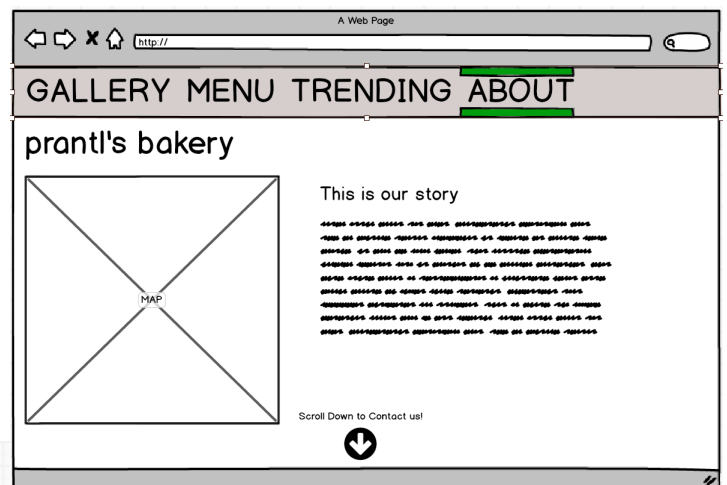 A Web Page
http://
GALLERY MENU TRENDING ABOUT
prantl's bakery
This is our story
MAP
Scroll Down to Contact us!